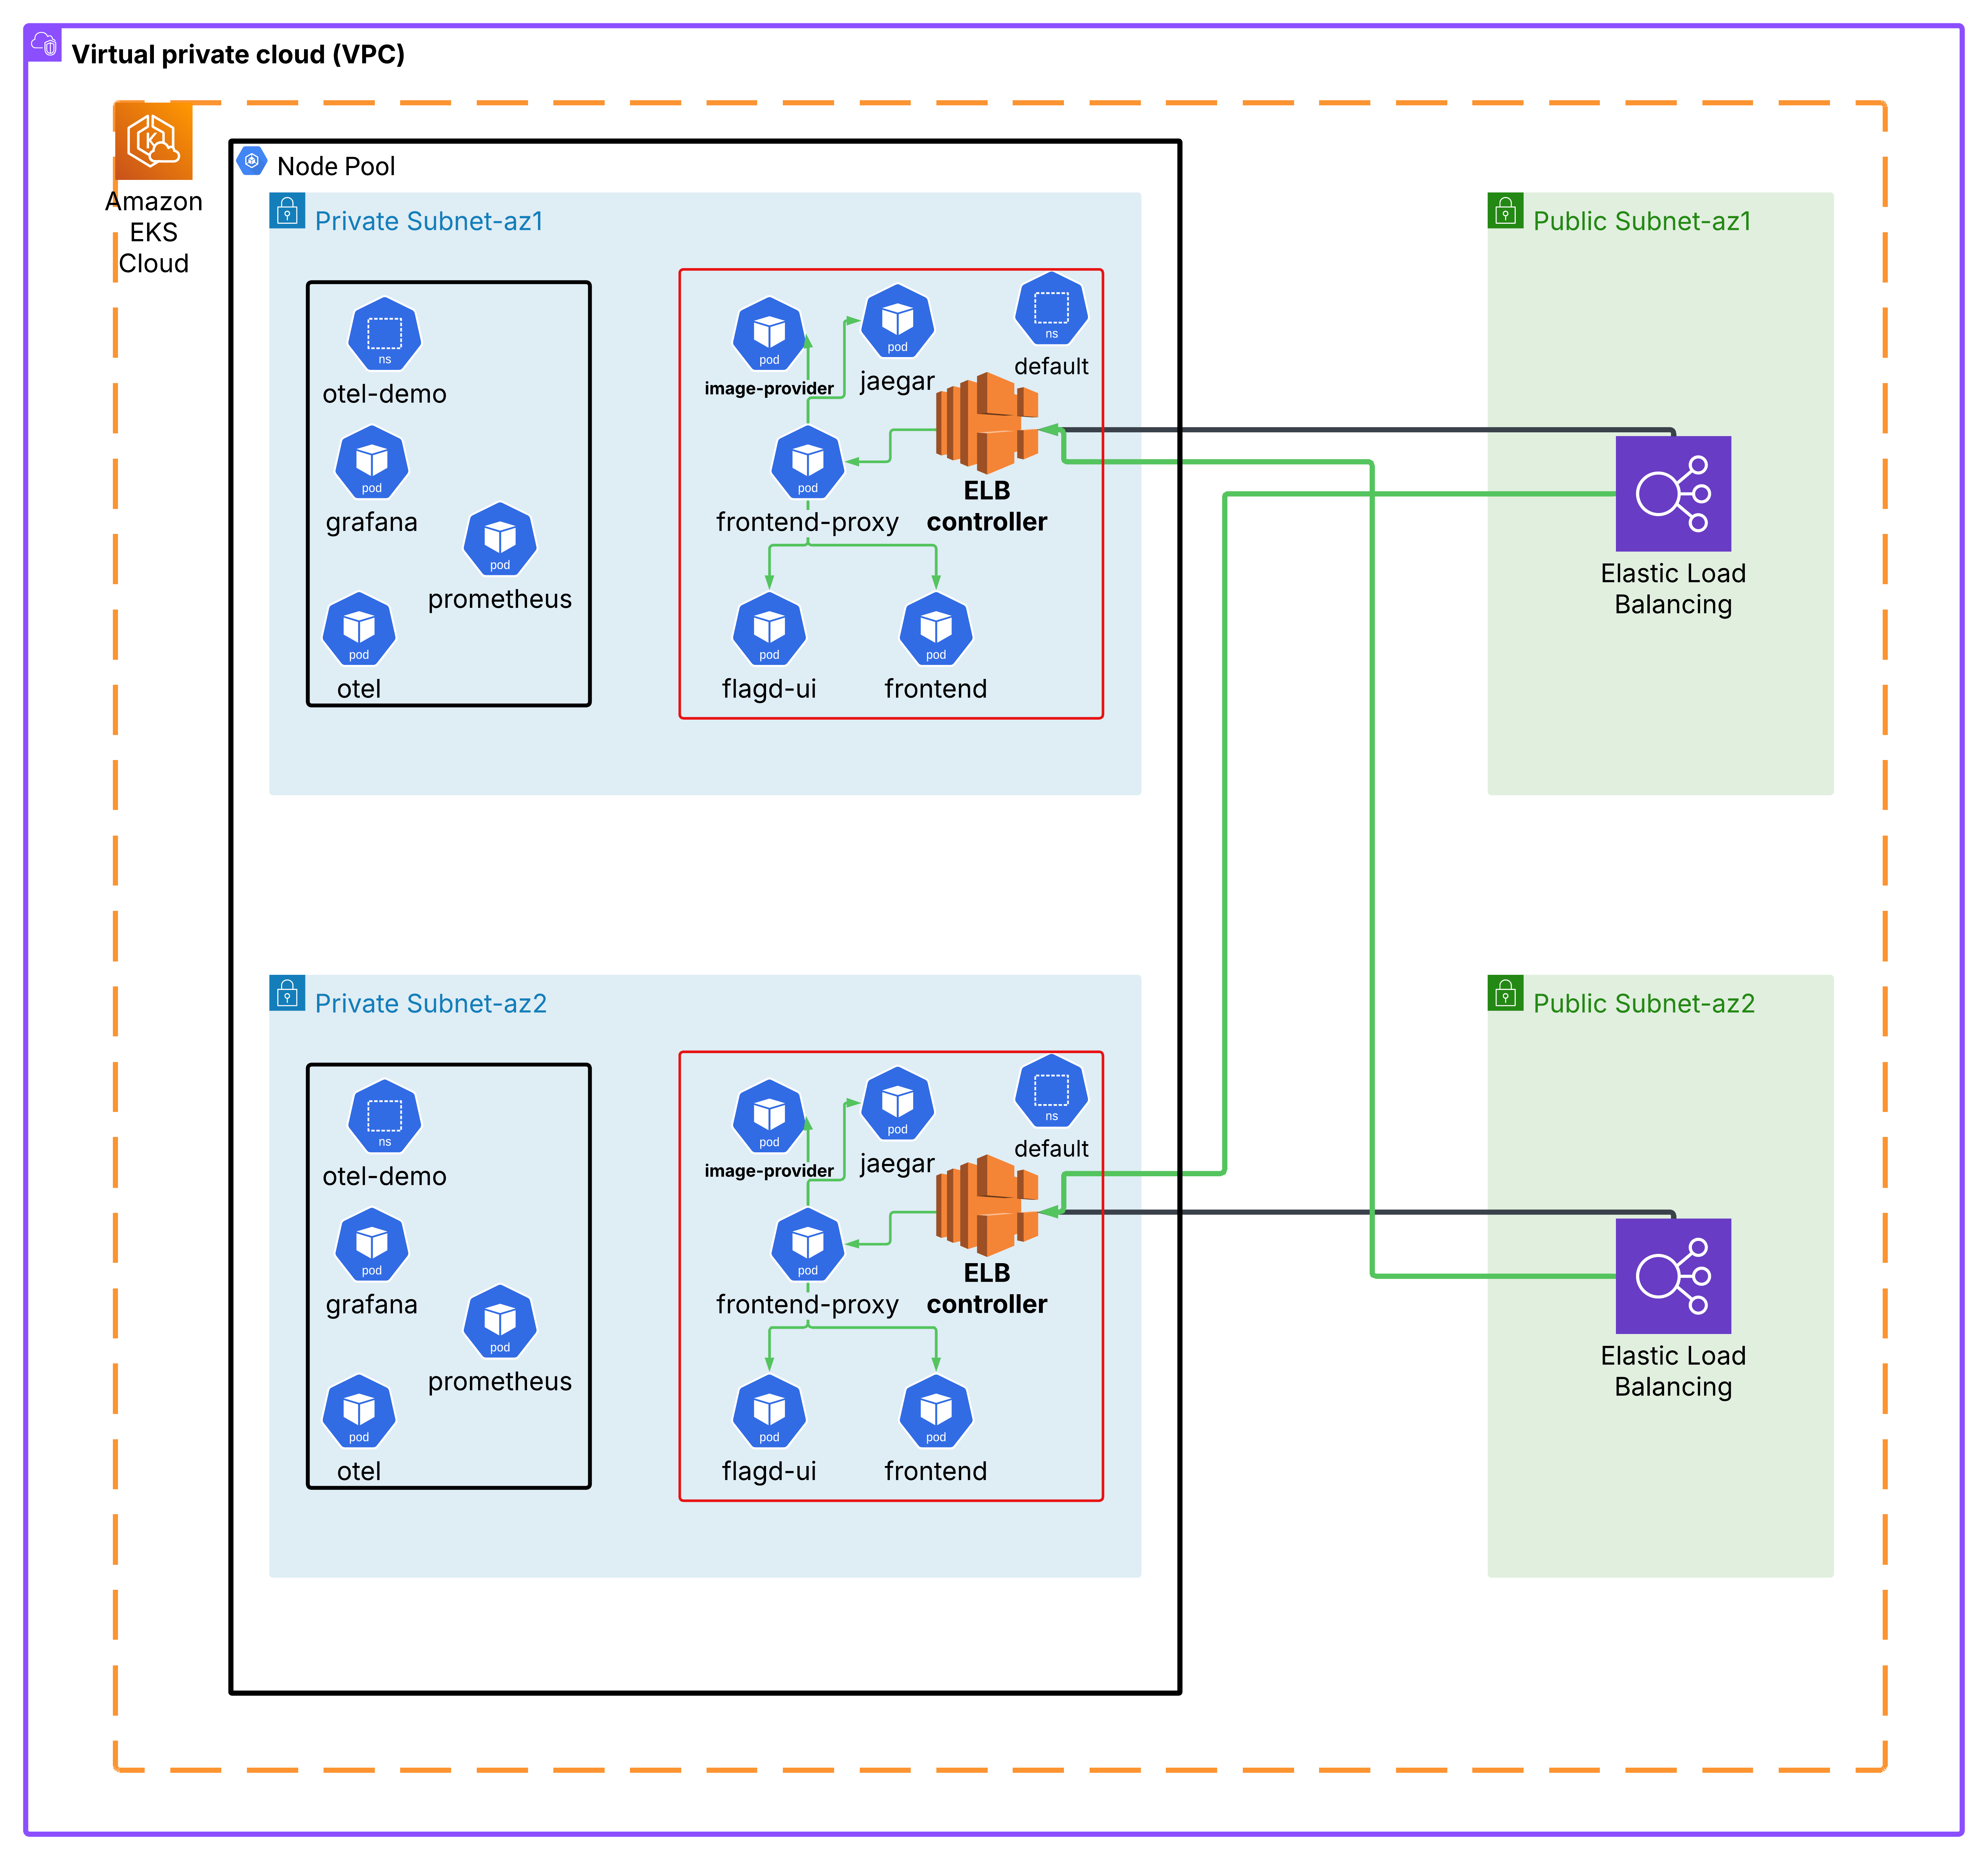 Virtual private cloud (VPC)
Amazon
EKS
Cloud
Node Pool
Private Subnet-az1
ns
otel-demo
pod
grafana
pod
prometheus
pod
otel
pod
image-provider
pod
jaegar
ns
default
pod
frontend-proxy
ELB
controller
pod
flagd-ui
pod
frontend
Public Subnet-az1
Elastic Load
Balancing
Private Subnet-az2
ns
otel-demo
pod
grafana
pod
prometheus
pod
otel
pod
image-provider
pod
jaegar
ns
default
pod
frontend-proxy
ELB
controller
pod
flagd-ui
pod
frontend
Public Subnet-az2
Elastic Load
Balancing